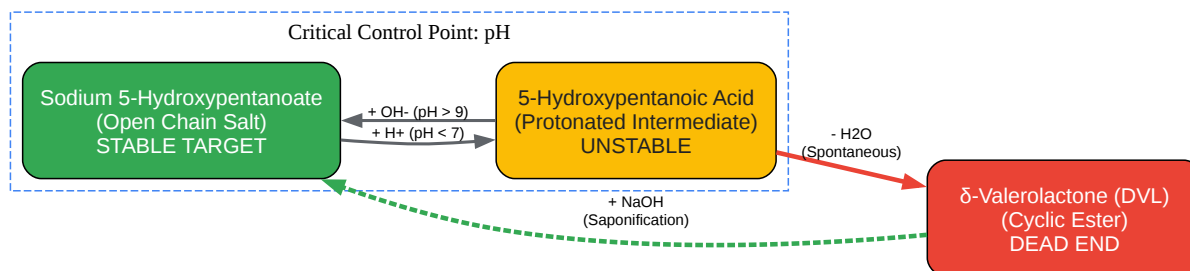 Critical Control Point: pH
Sodium 5-Hydroxypentanoate
(Open Chain Salt)
STABLE TARGET
+ OH- (pH > 9)
+ H+ (pH < 7)
5-Hydroxypentanoic Acid
(Protonated Intermediate)
UNSTABLE
- H2O
(Spontaneous)
+ NaOH
(Saponification)
δ-Valerolactone (DVL)
(Cyclic Ester)
DEAD END